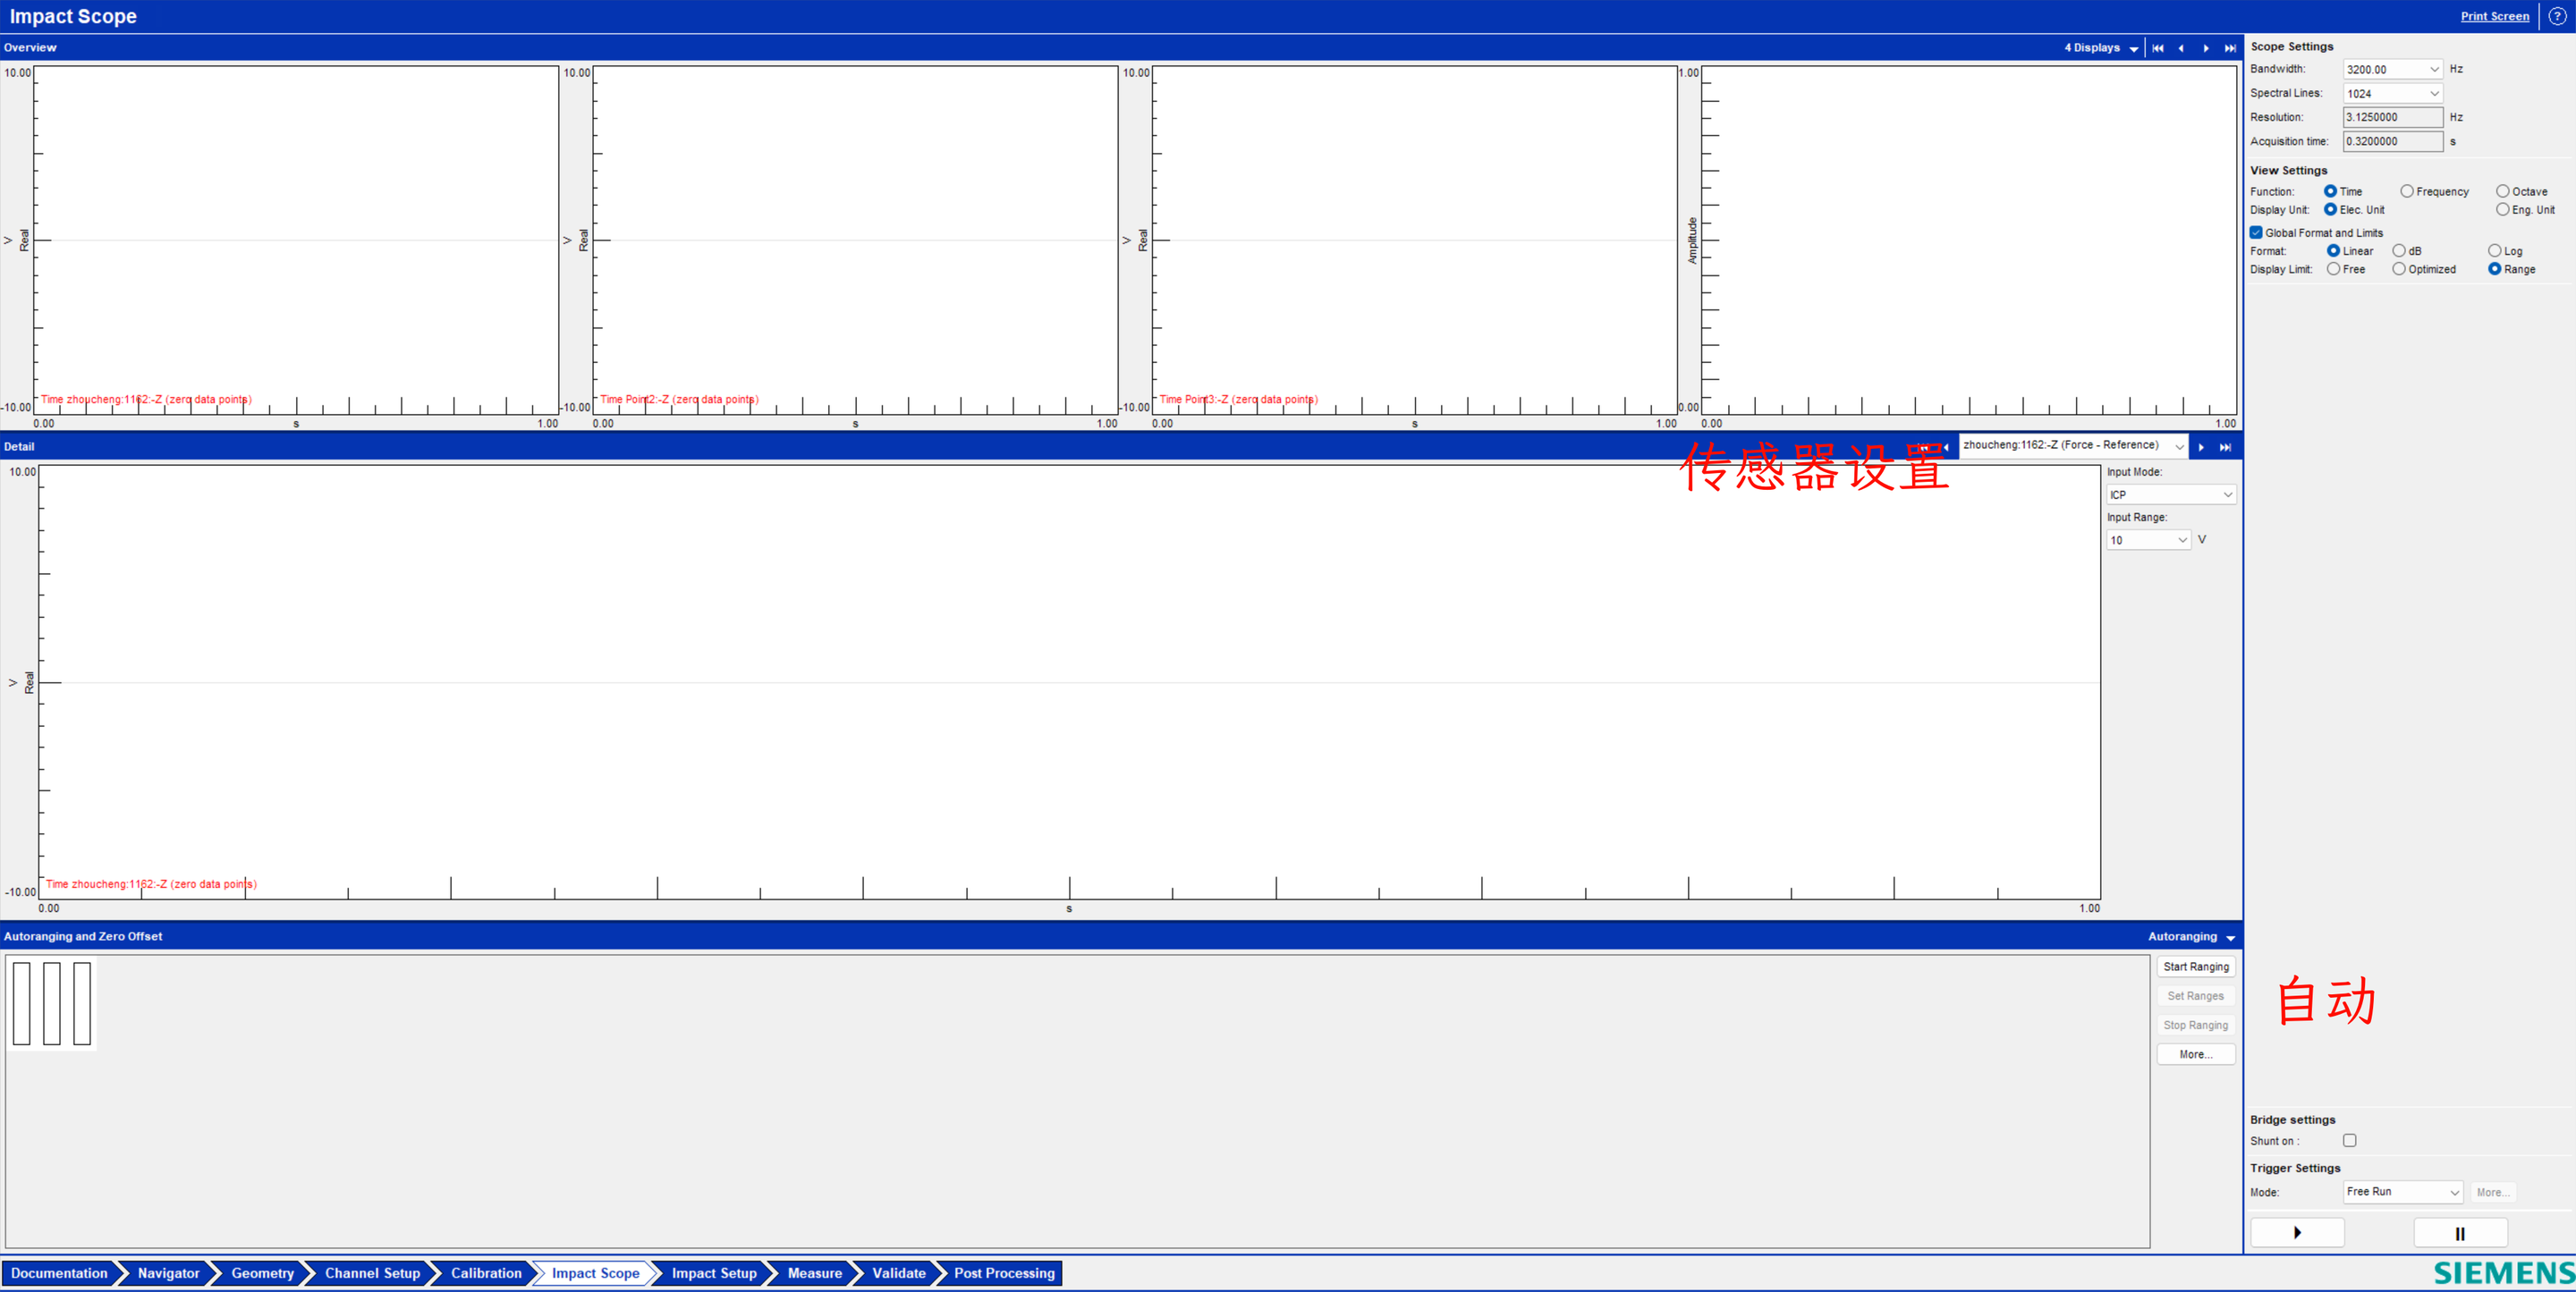 Impact Scope
Print Screen
?
Overview
4 Displays
10.00
V
Real
-10.00
Time zhoucheng:1162:-Z (zero data points)
0.00
s
1.00
10.00
V
Real
-10.00
Time Point2:-Z (zero data points)
0.00
s
1.00
10.00
V
Real
-10.00
Time Point3:-Z (zero data points)
0.00
s
1.00
1.00
Amplitude
0.00
0.00
1.00
Detail
传感器设置
zhoucheng:1162:-Z (Force - Reference)
10.00
V
Real
-10.00
Time zhoucheng:1162:-Z (zero data points)
0.00
s
1.00
Input Mode:
ICP
Input Range:
10 V
Autoranging and Zero Offset
Autoranging
Start Ranging
Set Ranges
Stop Ranging
More...
Scope Settings
Bandwidth: 3200.00 Hz
Spectral Lines: 1024
Resolution: 3.1250000 Hz
Acquisition time: 0.3200000 s
View Settings
Function: Time Frequency Octave
Display Unit: Elec. Unit Eng. Unit
Global Format and Limits
Format: Linear dB Log
Display Limit: Free Optimized Range
自动
Bridge settings
Shunt on :
Trigger Settings
Mode: Free Run More...
Documentation Navigator Geometry Channel Setup Calibration Impact Scope Impact Setup Measure Validate Post Processing
SIEMENS